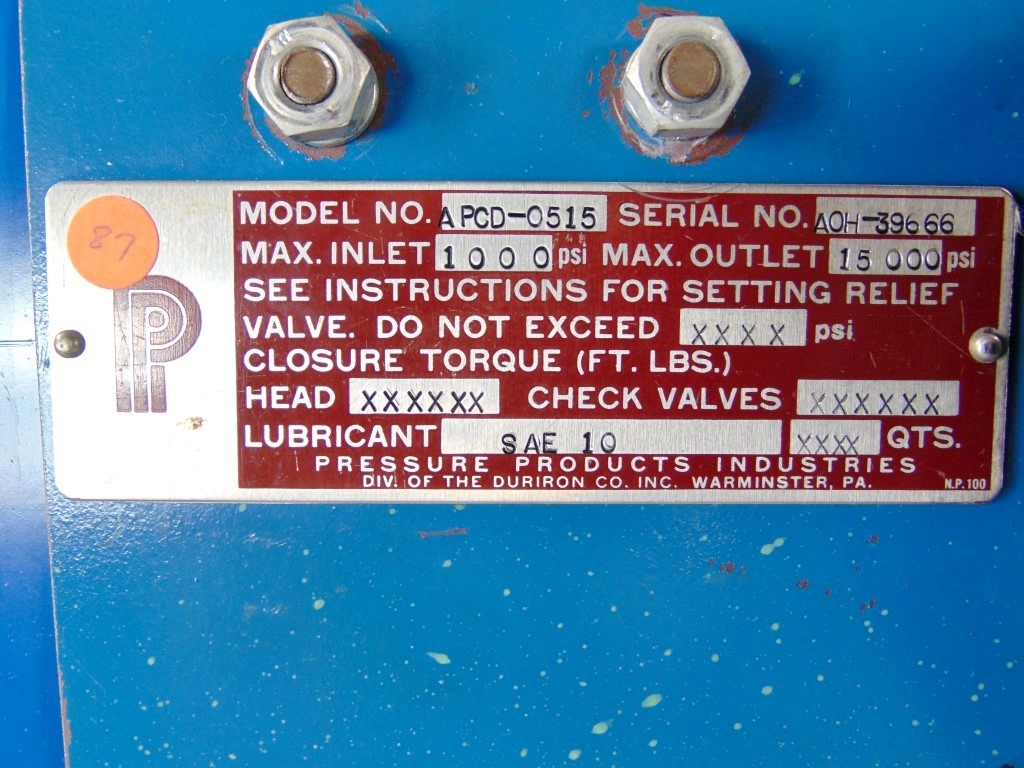 87
MODEL NO. APCD-0515 SERIAL NO. AOH-39666
MAX. INLET 1000 psi MAX. OUTLET 15000 psi
SEE INSTRUCTIONS FOR SETTING RELIEF
VALVE. DO NOT EXCEED XXXX psi
CLOSURE TORQUE (FT. LBS.)
HEAD XXXXXX CHECK VALVES XXXXXX
LUBRICANT SAE 10 XXXX QTS.
PRESSURE PRODUCTS INDUSTRIES
DIV. OF THE DURIRON CO. INC. WARMINSTER, PA. N.P. 100